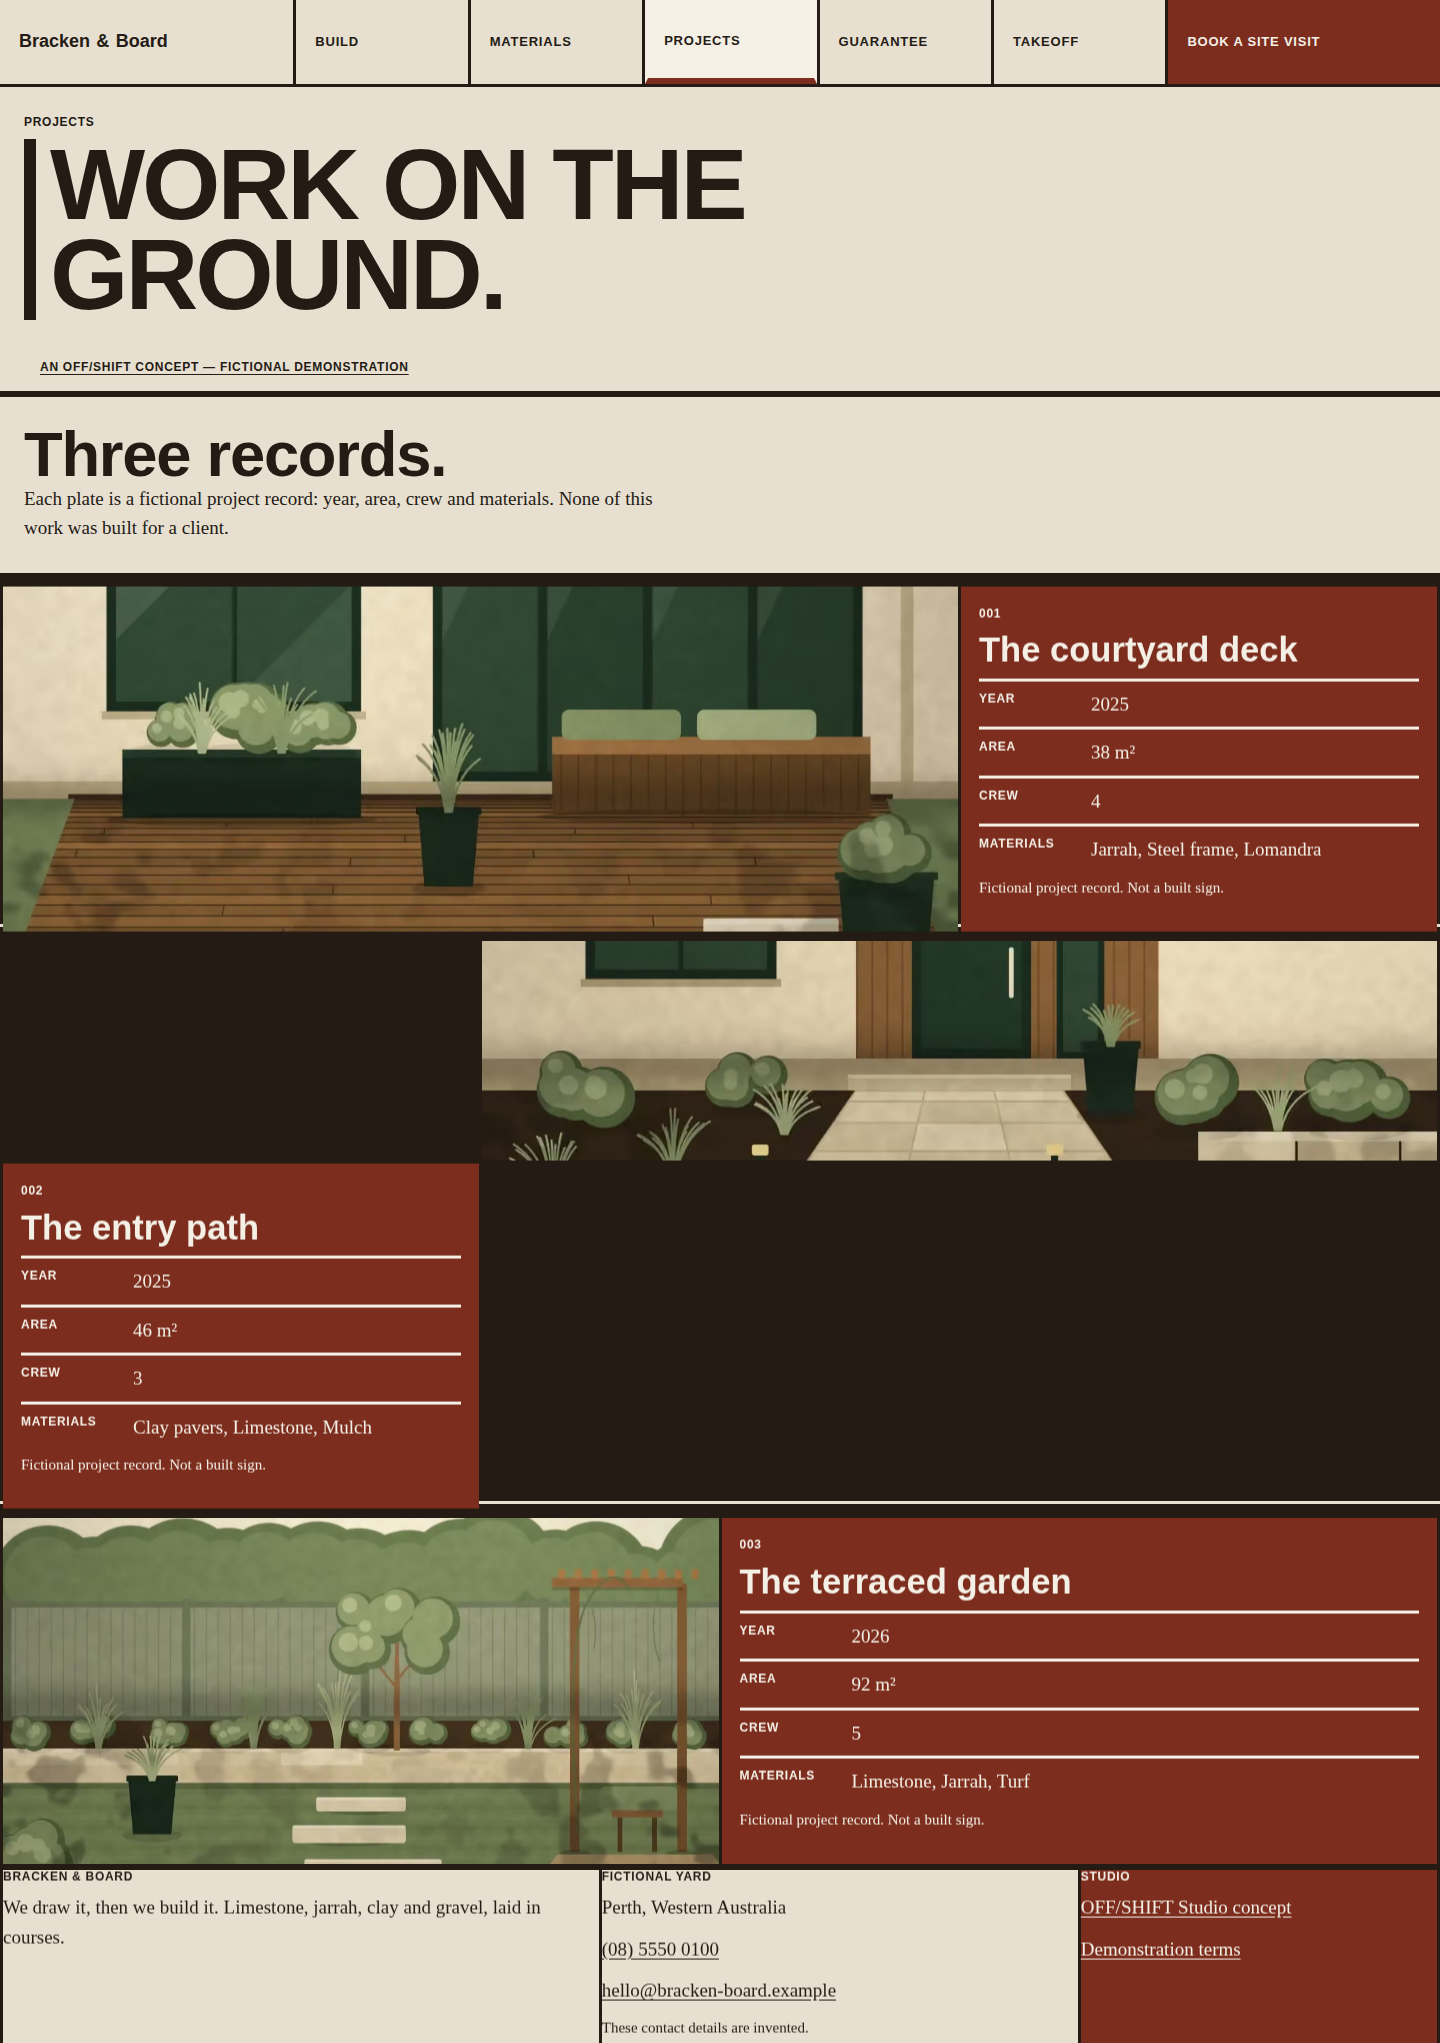 Bracken & Board
BUILD
MATERIALS
PROJECTS
GUARANTEE
TAKEOFF
BOOK A SITE VISIT
PROJECTS
WORK ON THE
GROUND.
AN OFF/SHIFT CONCEPT — FICTIONAL DEMONSTRATION
Three records.
Each plate is a fictional project record: year, area, crew and materials. None of this
work was built for a client.
001
The courtyard deck
YEAR 2025
AREA 38 m²
CREW 4
MATERIALS Jarrah, Steel frame, Lomandra
Fictional project record. Not a built sign.
002
The entry path
YEAR 2025
AREA 46 m²
CREW 3
MATERIALS Clay pavers, Limestone, Mulch
Fictional project record. Not a built sign.
003
The terraced garden
YEAR 2026
AREA 92 m²
CREW 5
MATERIALS Limestone, Jarrah, Turf
Fictional project record. Not a built sign.
BRACKEN & BOARD
We draw it, then we build it. Limestone, jarrah, clay and gravel, laid in
courses.
FICTIONAL YARD
Perth, Western Australia
(08) 5550 0100
hello@bracken-board.example
These contact details are invented.
STUDIO
OFF/SHIFT Studio concept
Demonstration terms